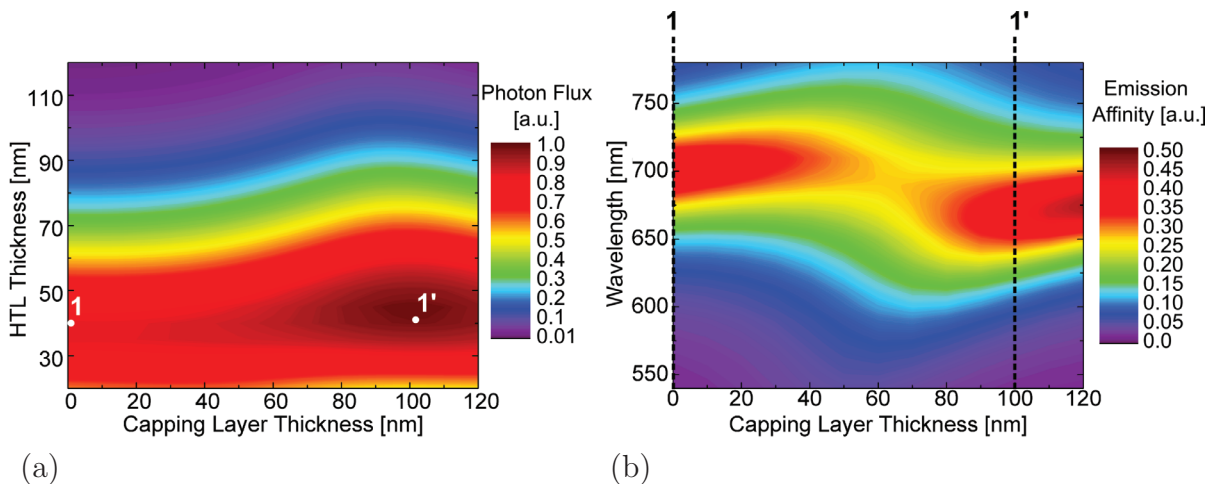 (a)
HTL Thickness [nm]
110
90
70
50
30
1
1'
0 20 40 60 80 100 120
Capping Layer Thickness [nm]
Photon Flux
[a.u.]
1.0
0.9
0.8
0.7
0.6
0.5
0.4
0.3
0.2
0.1
0.01
(b)
1 1'
Wavelength [nm]
750
700
650
600
550
0 20 40 60 80 100 120
Capping Layer Thickness [nm]
Emission
Affinity [a.u.]
0.50
0.45
0.40
0.35
0.30
0.25
0.20
0.15
0.10
0.05
0.0